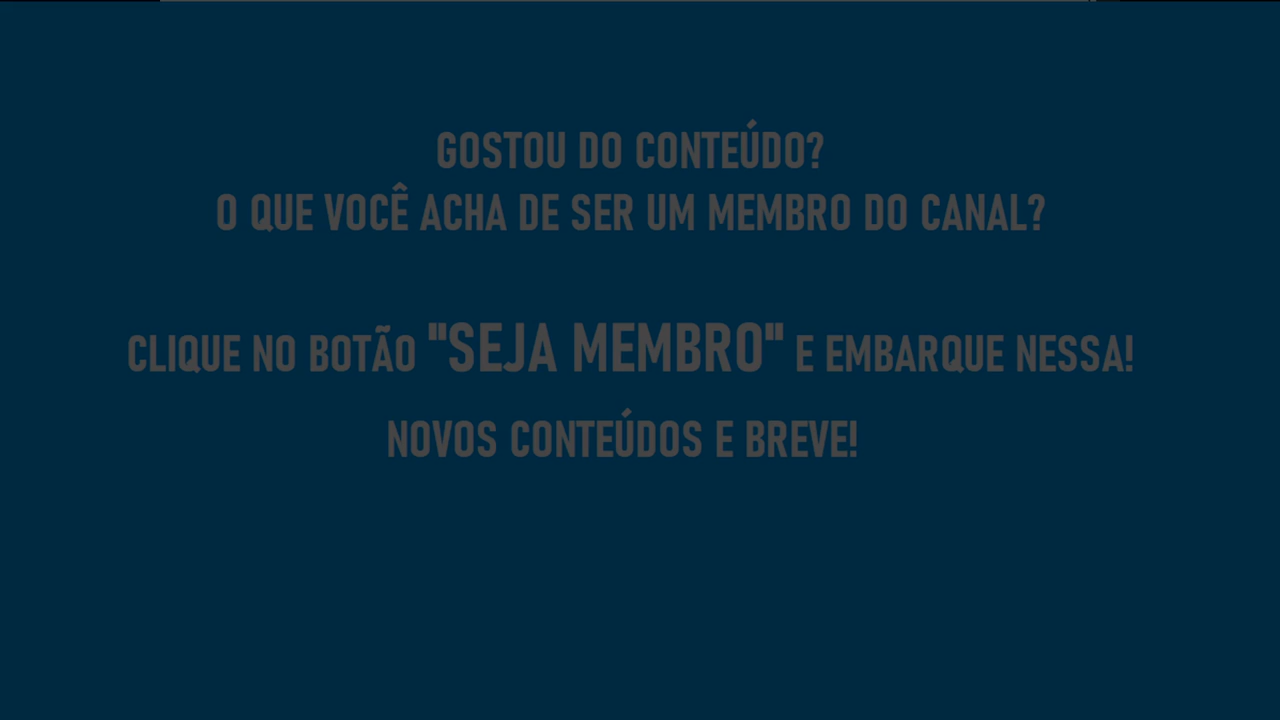 GOSTOU DO CONTEÚDO?
O QUE VOCÊ ACHA DE SER UM MEMBRO DO CANAL?
CLIQUE NO BOTÃO "SEJA MEMBRO" E EMBARQUE NESSA!
NOVOS CONTEÚDOS E BREVE!